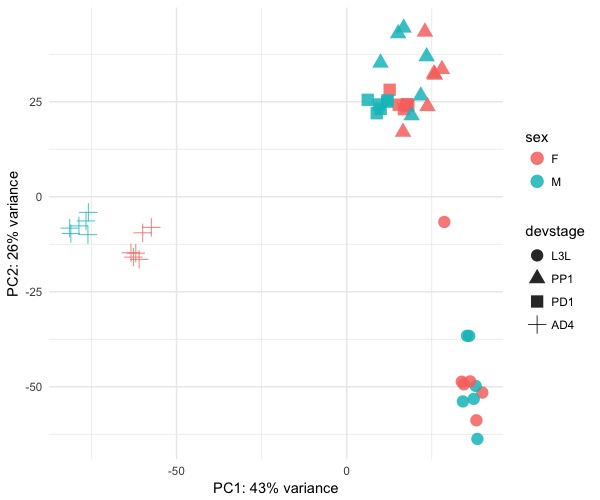 25
0
-25
-50
PC2: 26% variance
-50
0
PC1: 43% variance
sex
F
M
devstage
L3L
PP1
PD1
AD4